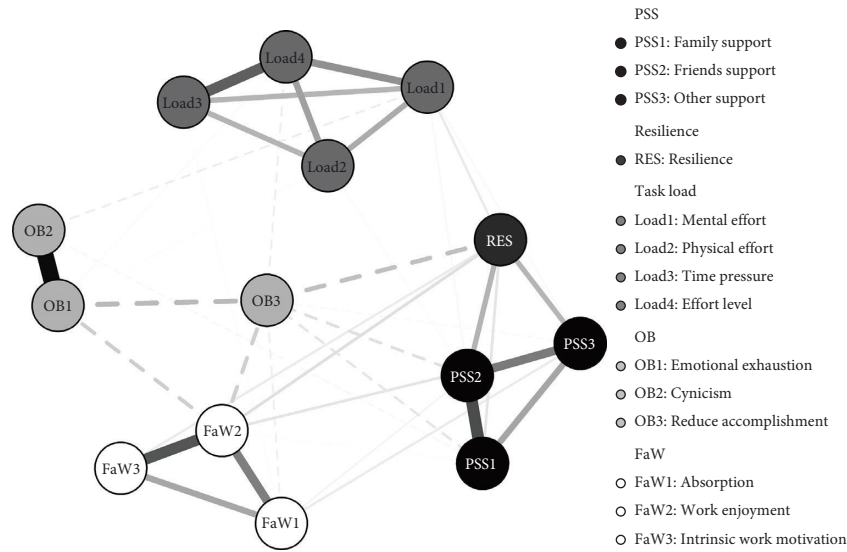 Load4
Load1
Load3
Load2
OB2
RES
OB1
OB3
PSS3
PSS2
FaW2
PSS1
FaW3
FaW1
PSS
PSS1: Family support
PSS2: Friends support
PSS3: Other support
Resilience
RES: Resilience
Task load
Load1: Mental effort
Load2: Physical effort
Load3: Time pressure
Load4: Effort level
OB
OB1: Emotional exhaustion
OB2: Cynicism
OB3: Reduce accomplishment
FaW
FaW1: Absorption
FaW2: Work enjoyment
FaW3: Intrinsic work motivation